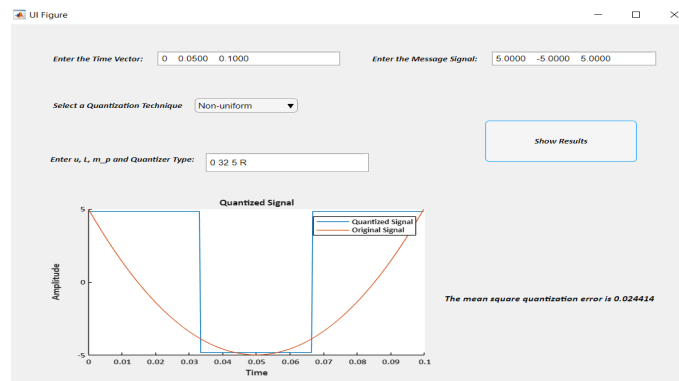 UI Figure
Enter the Time Vector: 0 0.0500 0.1000
Enter the Message Signal: 5.0000 -5.0000 5.0000
Select a Quantization Technique Non-uniform
Show Results
Enter u, L, m_p and Quantizer Type: 0 32 5 R
Quantized Signal
Quantized Signal
Original Signal
5
0
-5
Amplitude
The mean square quantization error is 0.024414
0 0.01 0.02 0.03 0.04 0.05 0.06 0.07 0.08 0.09 0.1
Time